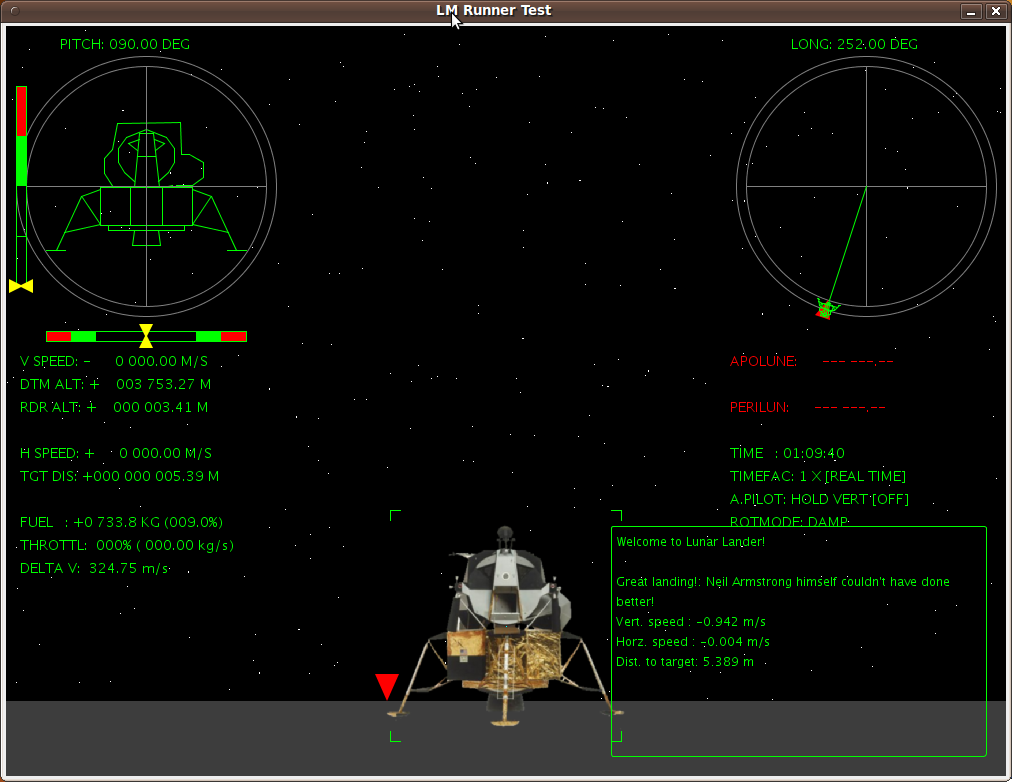 LM Runner Test
PITCH: 090.00 DEG
LONG: 252.00 DEG
V SPEED: - 0 000.00 M/S
DTM ALT: + 003 753.27 M
RDR ALT: + 000 003.41 M
H SPEED: + 0 000.00 M/S
TGT DIS: +000 000 005.39 M
FUEL : +0 733.8 KG (009.0%)
THROTTL: 000% ( 000.00 kg/s)
DELTA V: 324.75 m/s
APOLUNE: --- ---.--
PERILUN: --- ---.--
TIME : 01:09:40
TIMEFAC: 1 X [REAL TIME]
A.PILOT: HOLD VERT [OFF]
ROTMODE: DAMP
Welcome to Lunar Lander!
Great landing!: Neil Armstrong himself couldn't have done
better!
Vert. speed : -0.942 m/s
Horz. speed : -0.004 m/s
Dist. to target: 5.389 m